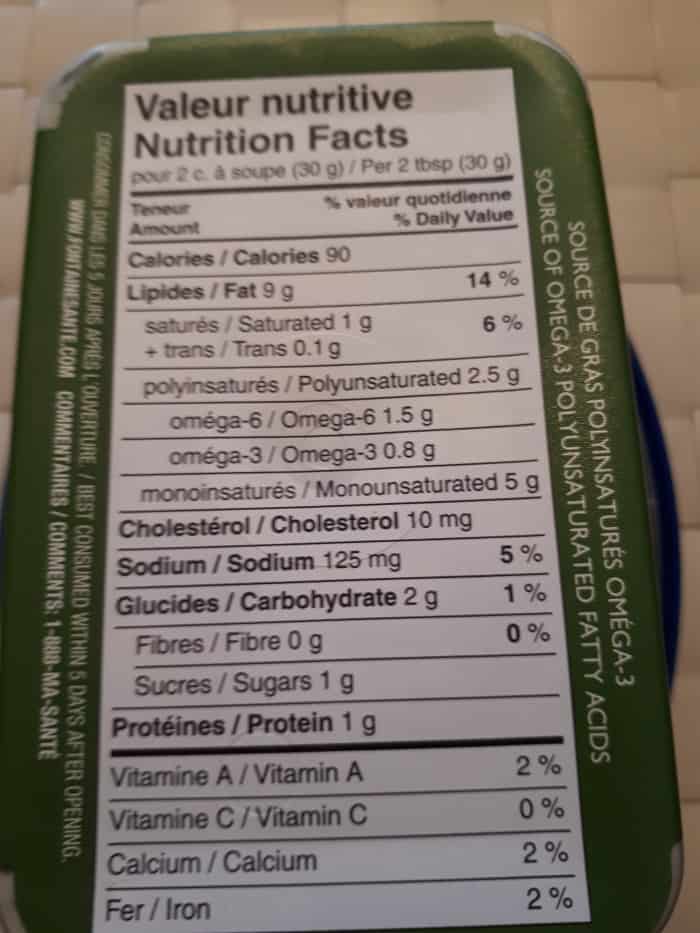 Valeur nutritive
Nutrition Facts
pour 2 c. à soupe (30 g) / Per 2 tbsp (30 g)
Teneur % valeur quotidienne
Amount % Daily Value
Calories / Calories 90
Lipides / Fat 9 g 14 %
saturés / Saturated 1 g 6 %
+ trans / Trans 0.1 g
polyinsaturés / Polyunsaturated 2.5 g
oméga-6 / Omega-6 1.5 g
oméga-3 / Omega-3 0.8 g
monoinsaturés / Monounsaturated 5 g
Cholestérol / Cholesterol 10 mg
Sodium / Sodium 125 mg 5 %
Glucides / Carbohydrate 2 g 1 %
Fibres / Fibre 0 g 0 %
Sucres / Sugars 1 g
Protéines / Protein 1 g
Vitamine A / Vitamin A 2 %
Vitamine C / Vitamin C 0 %
Calcium / Calcium 2 %
Fer / Iron 2 %
SOURCE DE GRAS POLYINSATURÉS OMÉGA-3
SOURCE OF OMEGA-3 POLYUNSATURATED FATTY ACIDS
CONSOMMER DANS LES 5 JOURS APRÈS L'OUVERTURE. / BEST CONSUMED WITHIN 5 DAYS AFTER OPENING.
WWW.FONTAINESANTE.COM COMMENTAIRES / COMMENTS: 1-888-MA-SANTÉ